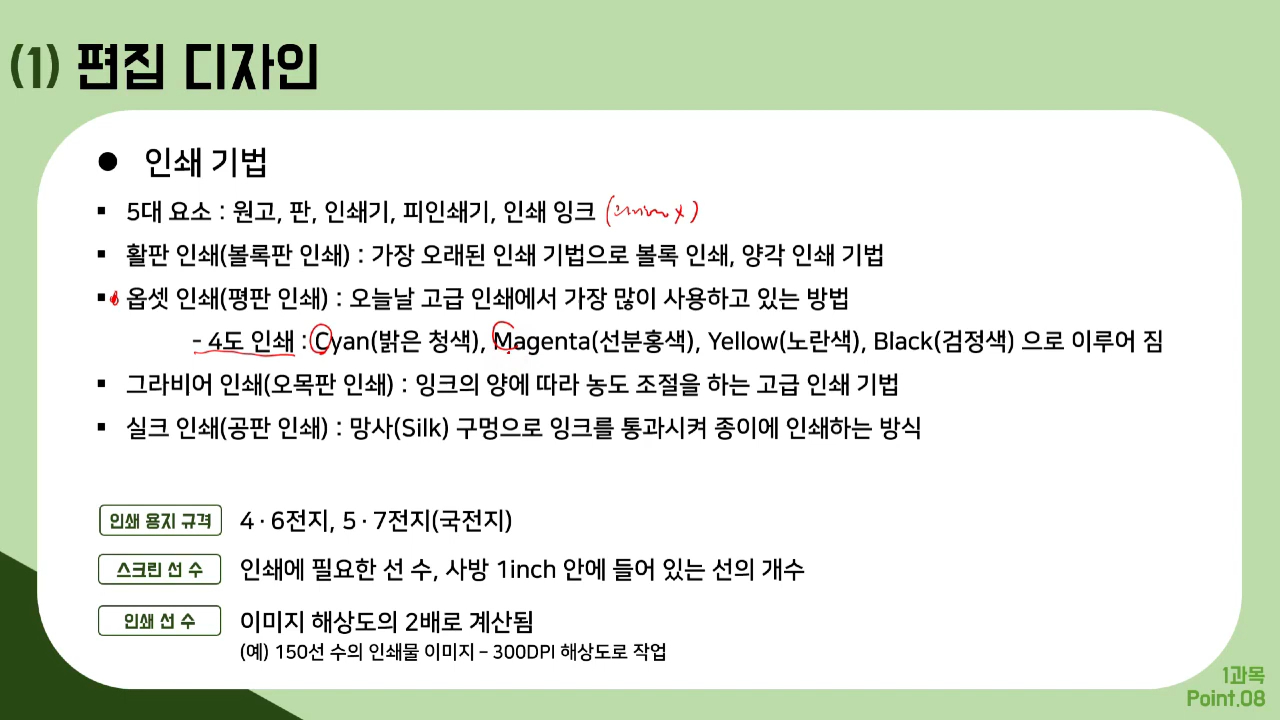 (1) 편집 디자인
● 인쇄 기법
▪ 5대 요소 : 원고, 판, 인쇄기, 피인쇄기, 인쇄 잉크
▪ 활판 인쇄(볼록판 인쇄) : 가장 오래된 인쇄 기법으로 볼록 인쇄, 양각 인쇄 기법
▪ 옵셋 인쇄(평판 인쇄) : 오늘날 고급 인쇄에서 가장 많이 사용하고 있는 방법
- 4도 인쇄 : Cyan(밝은 청색), Magenta(선분홍색), Yellow(노란색), Black(검정색) 으로 이루어 짐
▪ 그라비어 인쇄(오목판 인쇄) : 잉크의 양에 따라 농도 조절을 하는 고급 인쇄 기법
▪ 실크 인쇄(공판 인쇄) : 망사(Silk) 구멍으로 잉크를 통과시켜 종이에 인쇄하는 방식
인쇄 용지 규격 4 · 6전지, 5 · 7전지(국전지)
스크린 선 수 인쇄에 필요한 선 수, 사방 1inch 안에 들어 있는 선의 개수
인쇄 선 수 이미지 해상도의 2배로 계산됨
(예) 150선 수의 인쇄물 이미지 – 300DPI 해상도로 작업
1과목
Point.08